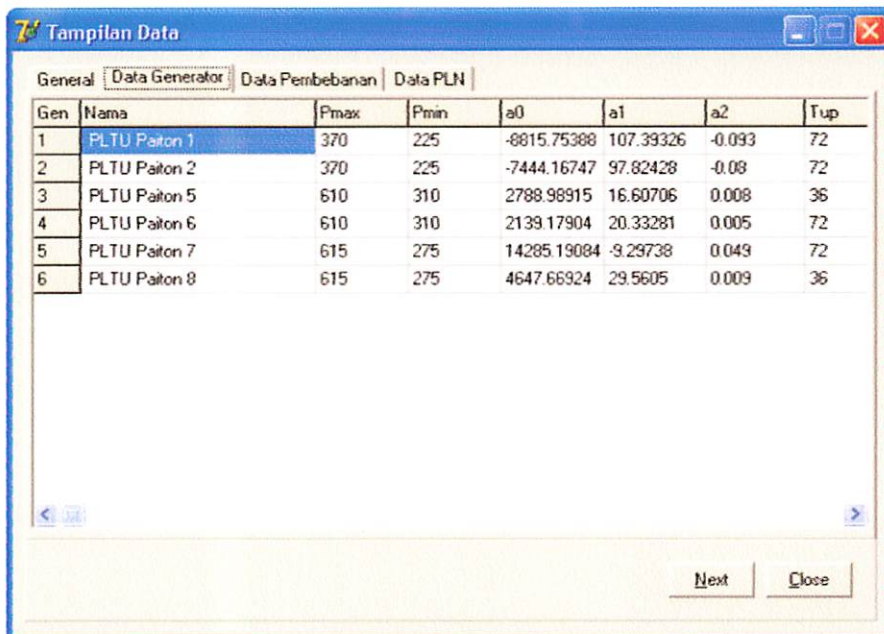 Tampilan Data
General Data Generator Data Pembebanan Data PLN
Gen Nama Pmax Pmin a0 a1 a2 Tup
1 PLTU Paiton 1 370 225 -8815.75388 107.39326 -0.093 72
2 PLTU Paiton 2 370 225 -7444.16747 97.82428 -0.08 72
3 PLTU Paiton 5 610 310 2788.98915 16.60706 0.008 36
4 PLTU Paiton 6 610 310 2139.17904 20.33281 0.005 72
5 PLTU Paiton 7 615 275 14285.19084 -9.29738 0.049 72
6 PLTU Paiton 8 615 275 4647.66924 29.5605 0.009 36
Next Close